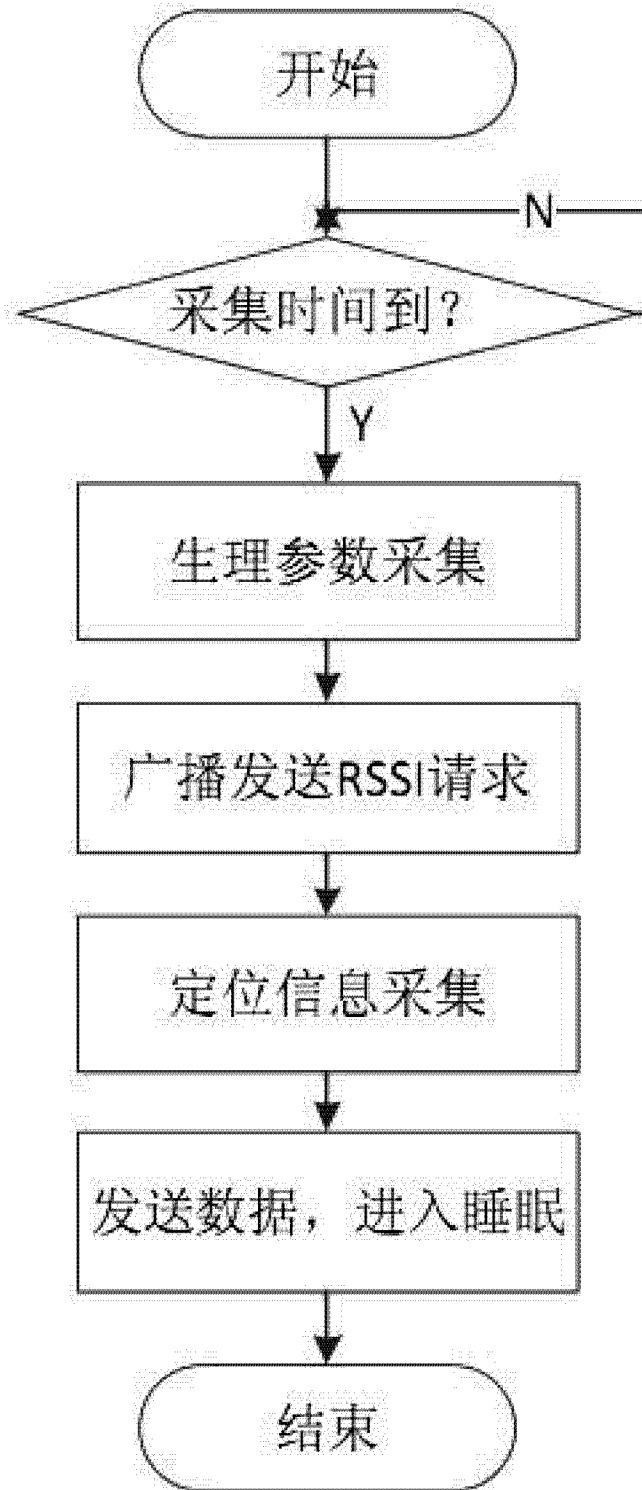 开始
N
采集时间到？
Y
生理参数采集
广播发送RSSI请求
定位信息采集
发送数据，进入睡眠
结束